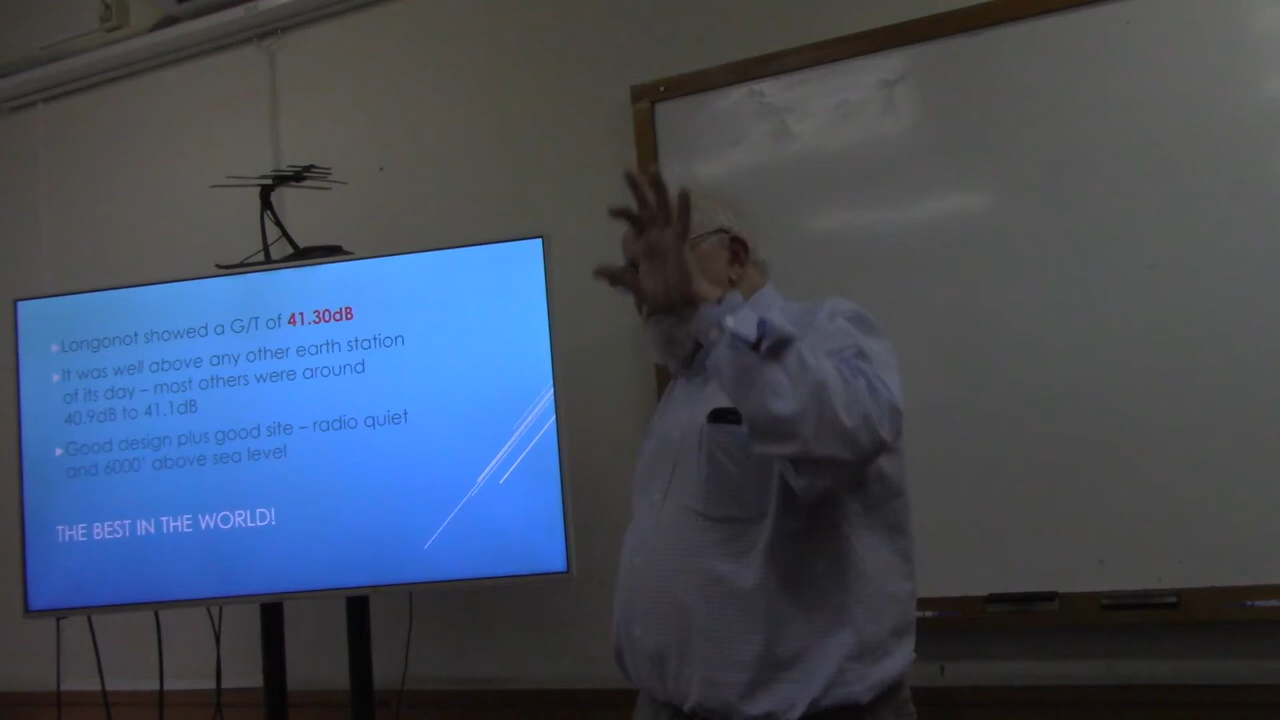 Longonot showed a G/T of 41.30dB
It was well above any other earth station
of its day – most others were around
40.9dB to 41.1dB
Good design plus good site – radio quiet
and 6000' above sea level
THE BEST IN THE WORLD!